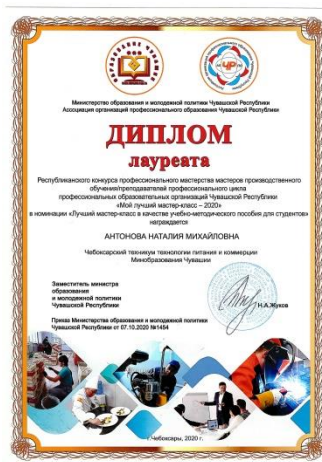 Министерство образования и молодежной политики Чувашской Республики
Ассоциация организаций профессионального образования Чувашской Республики
ДИПЛОМ
лауреата
Республиканского конкурса профессионального мастерства мастеров производственного
обучения/преподавателей профессионального цикла
профессиональных образовательных организаций Чувашской Республики
«Мой лучший мастер-класс – 2020»
в номинации «Лучший мастер-класс в качестве учебно-методического пособия для студентов»
награждается
АНТОНОВА НАТАЛИЯ МИХАЙЛОВНА
Чебоксарский техникум технологии питания и коммерции
Минобразования Чувашии
Заместитель министра
образования
и молодежной политики
Чувашской Республики
Н.А.Жуков
Приказ Министерства образования и молодежной политики
Чувашской Республики от 07.10.2020 №1454
г.Чебоксары, 2020 г.